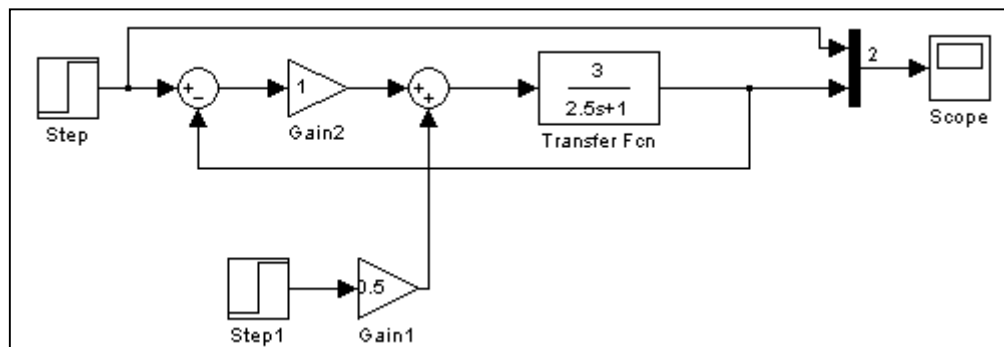 2
Step
+
−
1
Gain2
+
+
3
2.5s+1
Transfer Fcn
Scope
Step1
0.5
Gain1